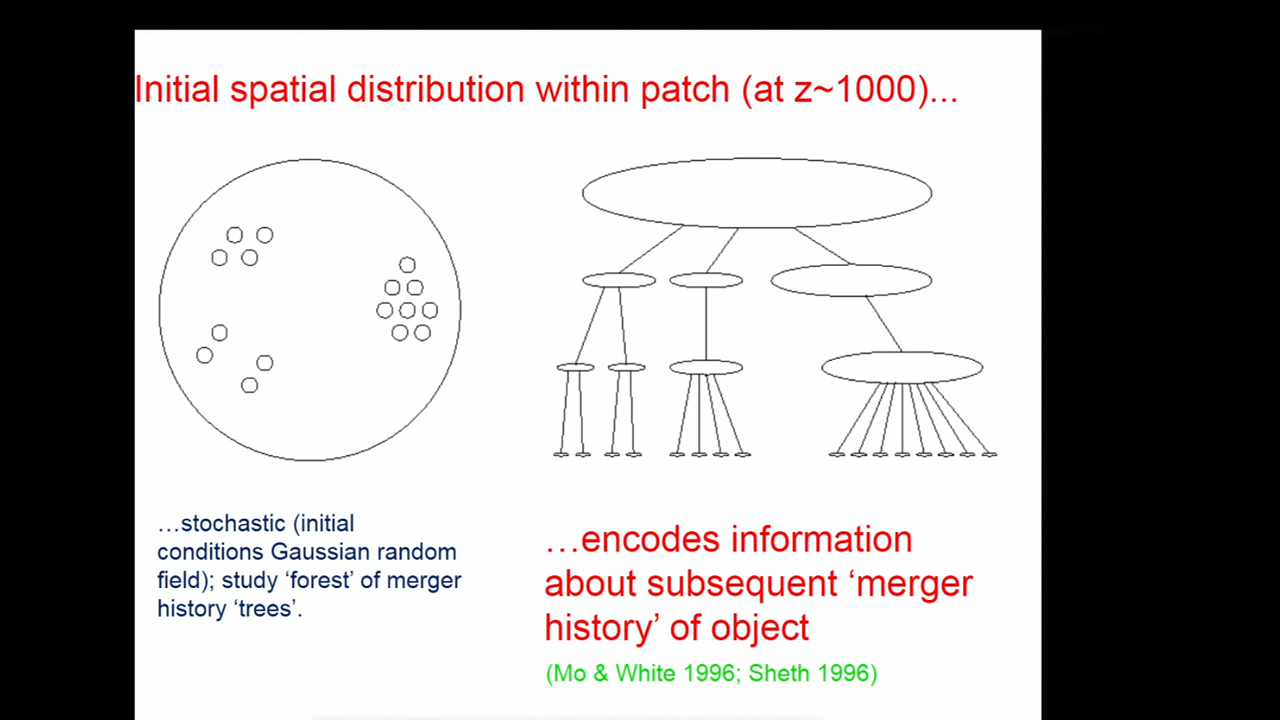 Initial spatial distribution within patch (at z~1000)...
…stochastic (initial
conditions Gaussian random
field); study ‘forest’ of merger
history ‘trees’.
…encodes information
about subsequent ‘merger
history’ of object
(Mo & White 1996; Sheth 1996)